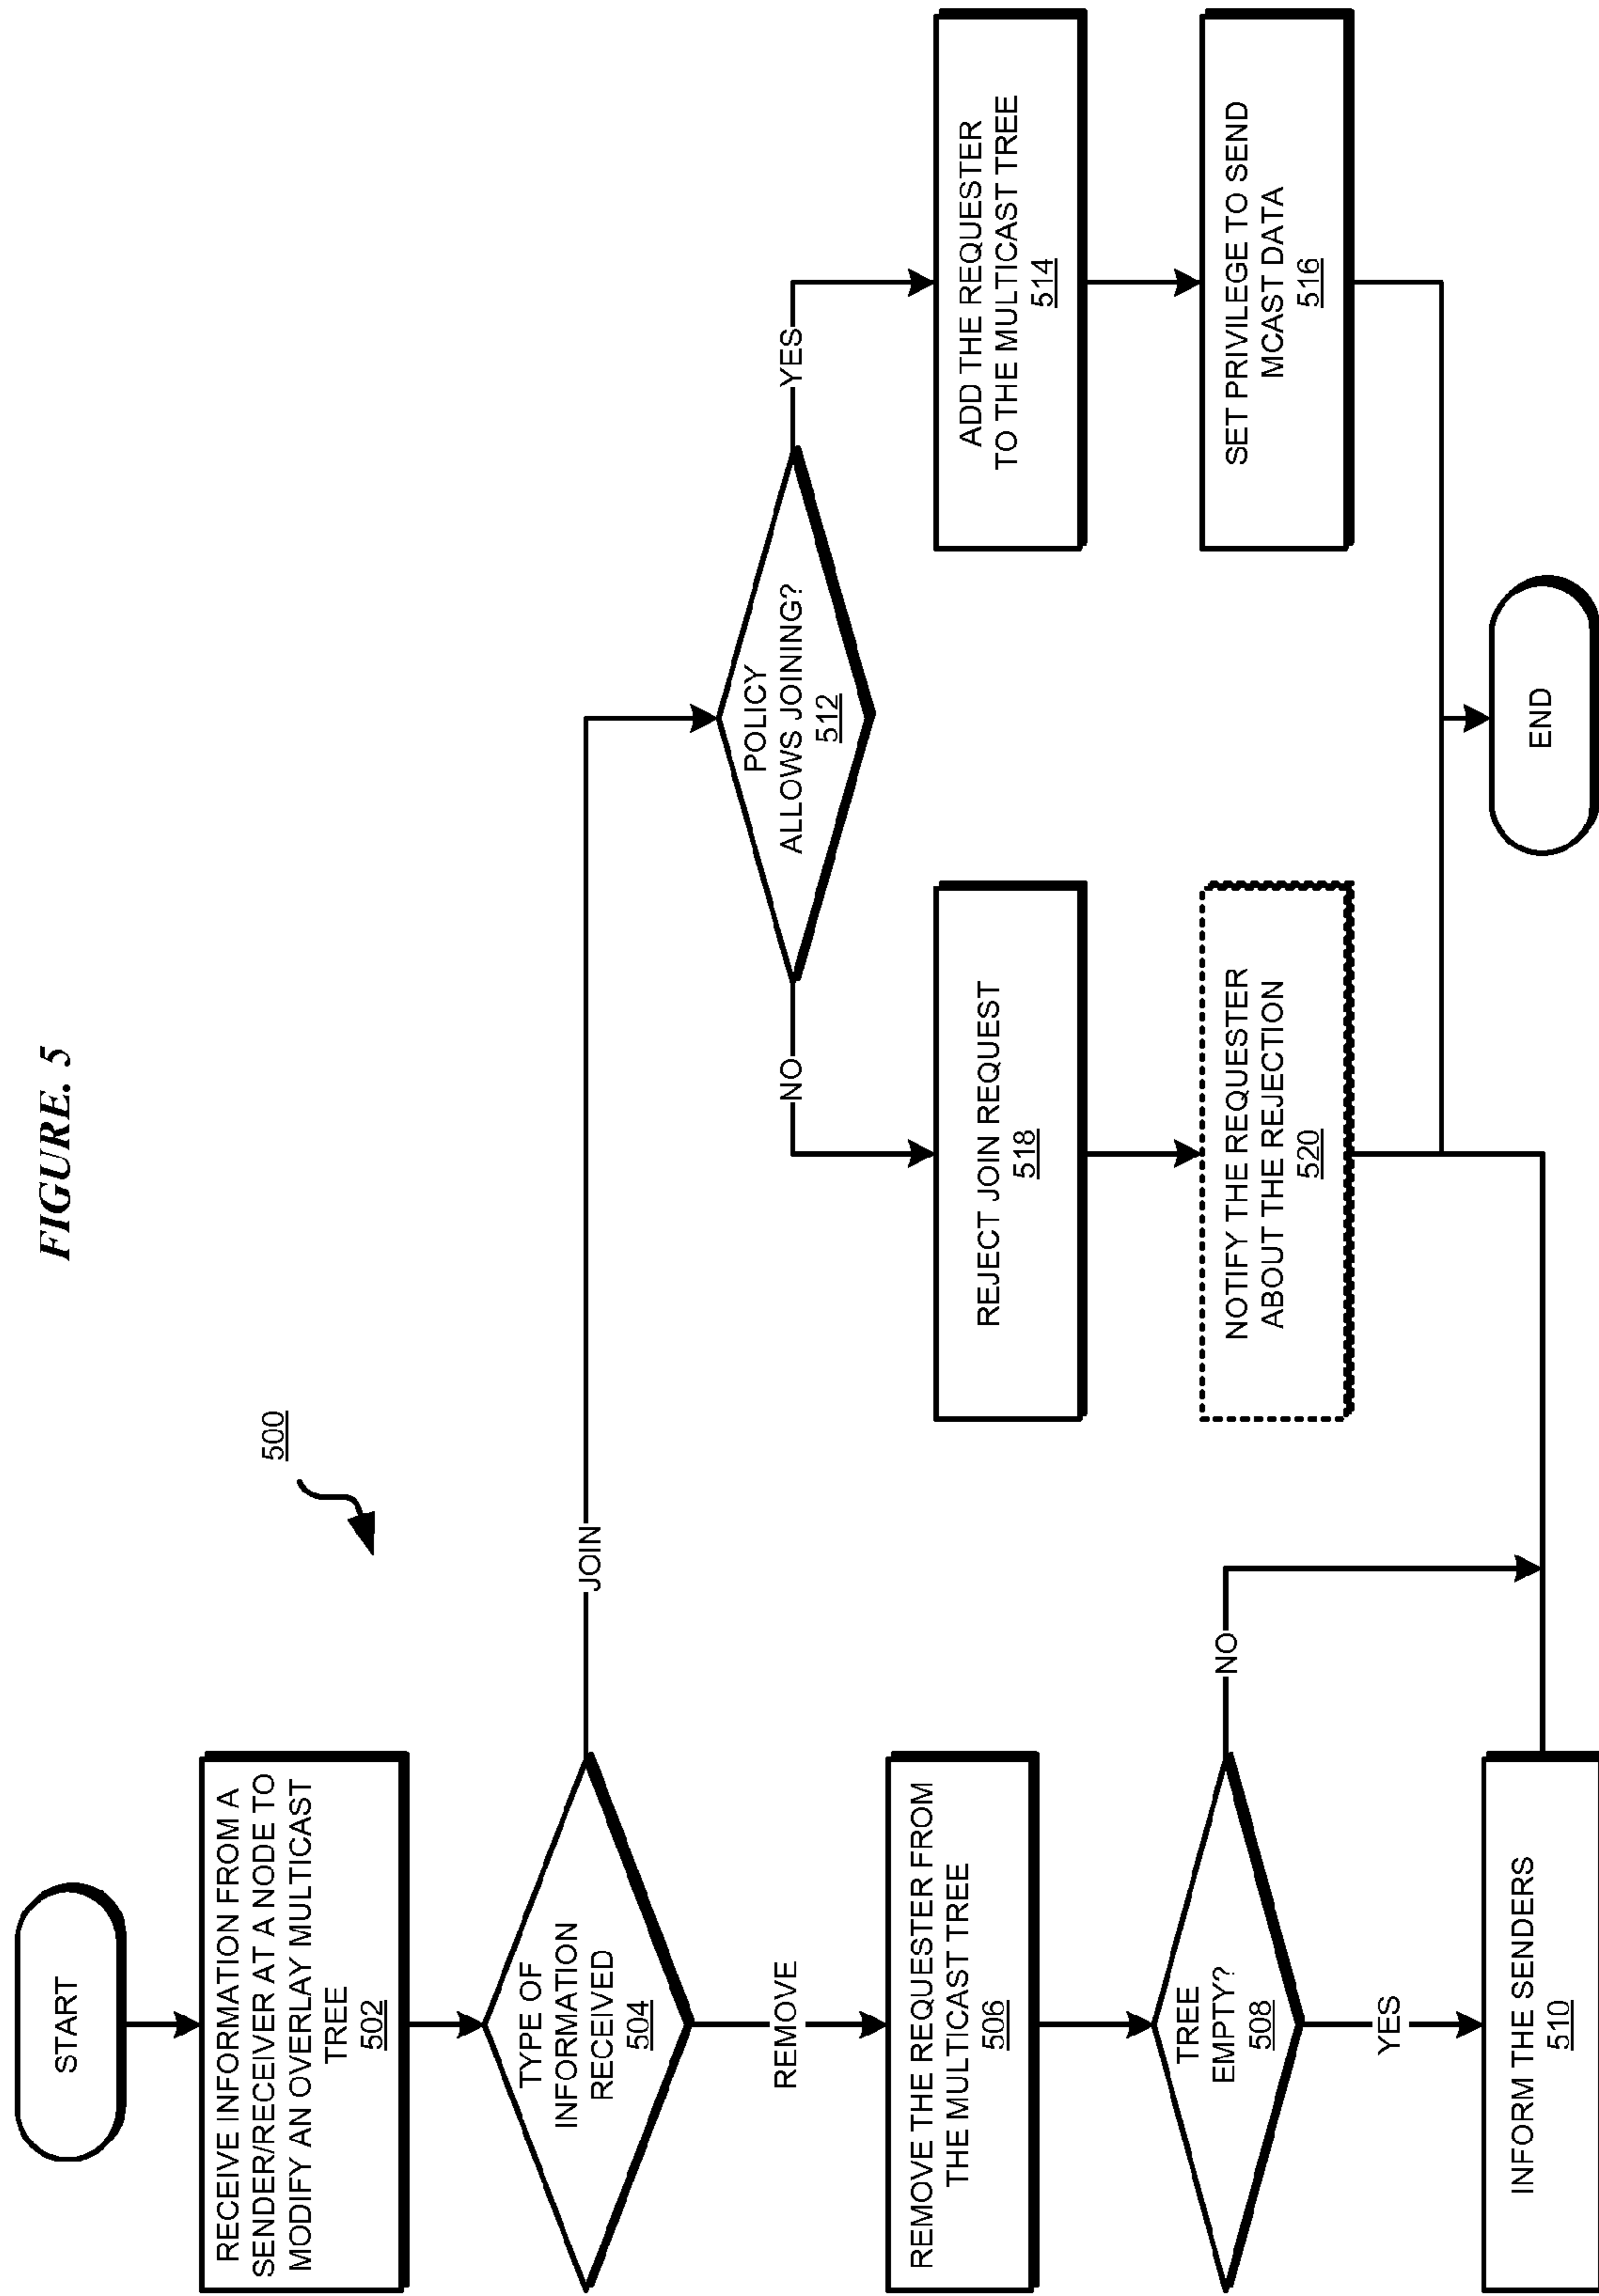 FIGURE. 5
500
START
RECEIVE INFORMATION FROM A
SENDER/RECEIVER AT A NODE TO
MODIFY AN OVERLAY MULTICAST
TREE
502
TYPE OF
INFORMATION
RECEIVED
504
JOIN
REMOVE
REMOVE THE REQUESTER FROM
THE MULTICAST TREE
506
TREE
EMPTY?
508
NO
YES
INFORM THE SENDERS
510
POLICY
ALLOWS JOINING?
512
NO
YES
REJECT JOIN REQUEST
518
NOTIFY THE REQUESTER
ABOUT THE REJECTION
520
ADD THE REQUESTER
TO THE MULTICAST TREE
514
SET PRIVILEGE TO SEND
MCAST DATA
516
END